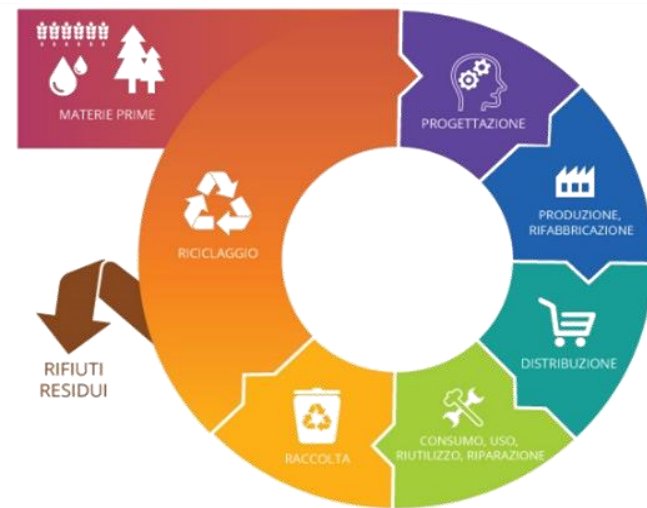 MATERIE PRIME
PROGETTAZIONE
PRODUZIONE,
RIFABBRICAZIONE
DISTRIBUZIONE
CONSUMO, USO,
RIUTILIZZO, RIPARAZIONE
RACCOLTA
RICICLAGGIO
RIFIUTI
RESIDUI